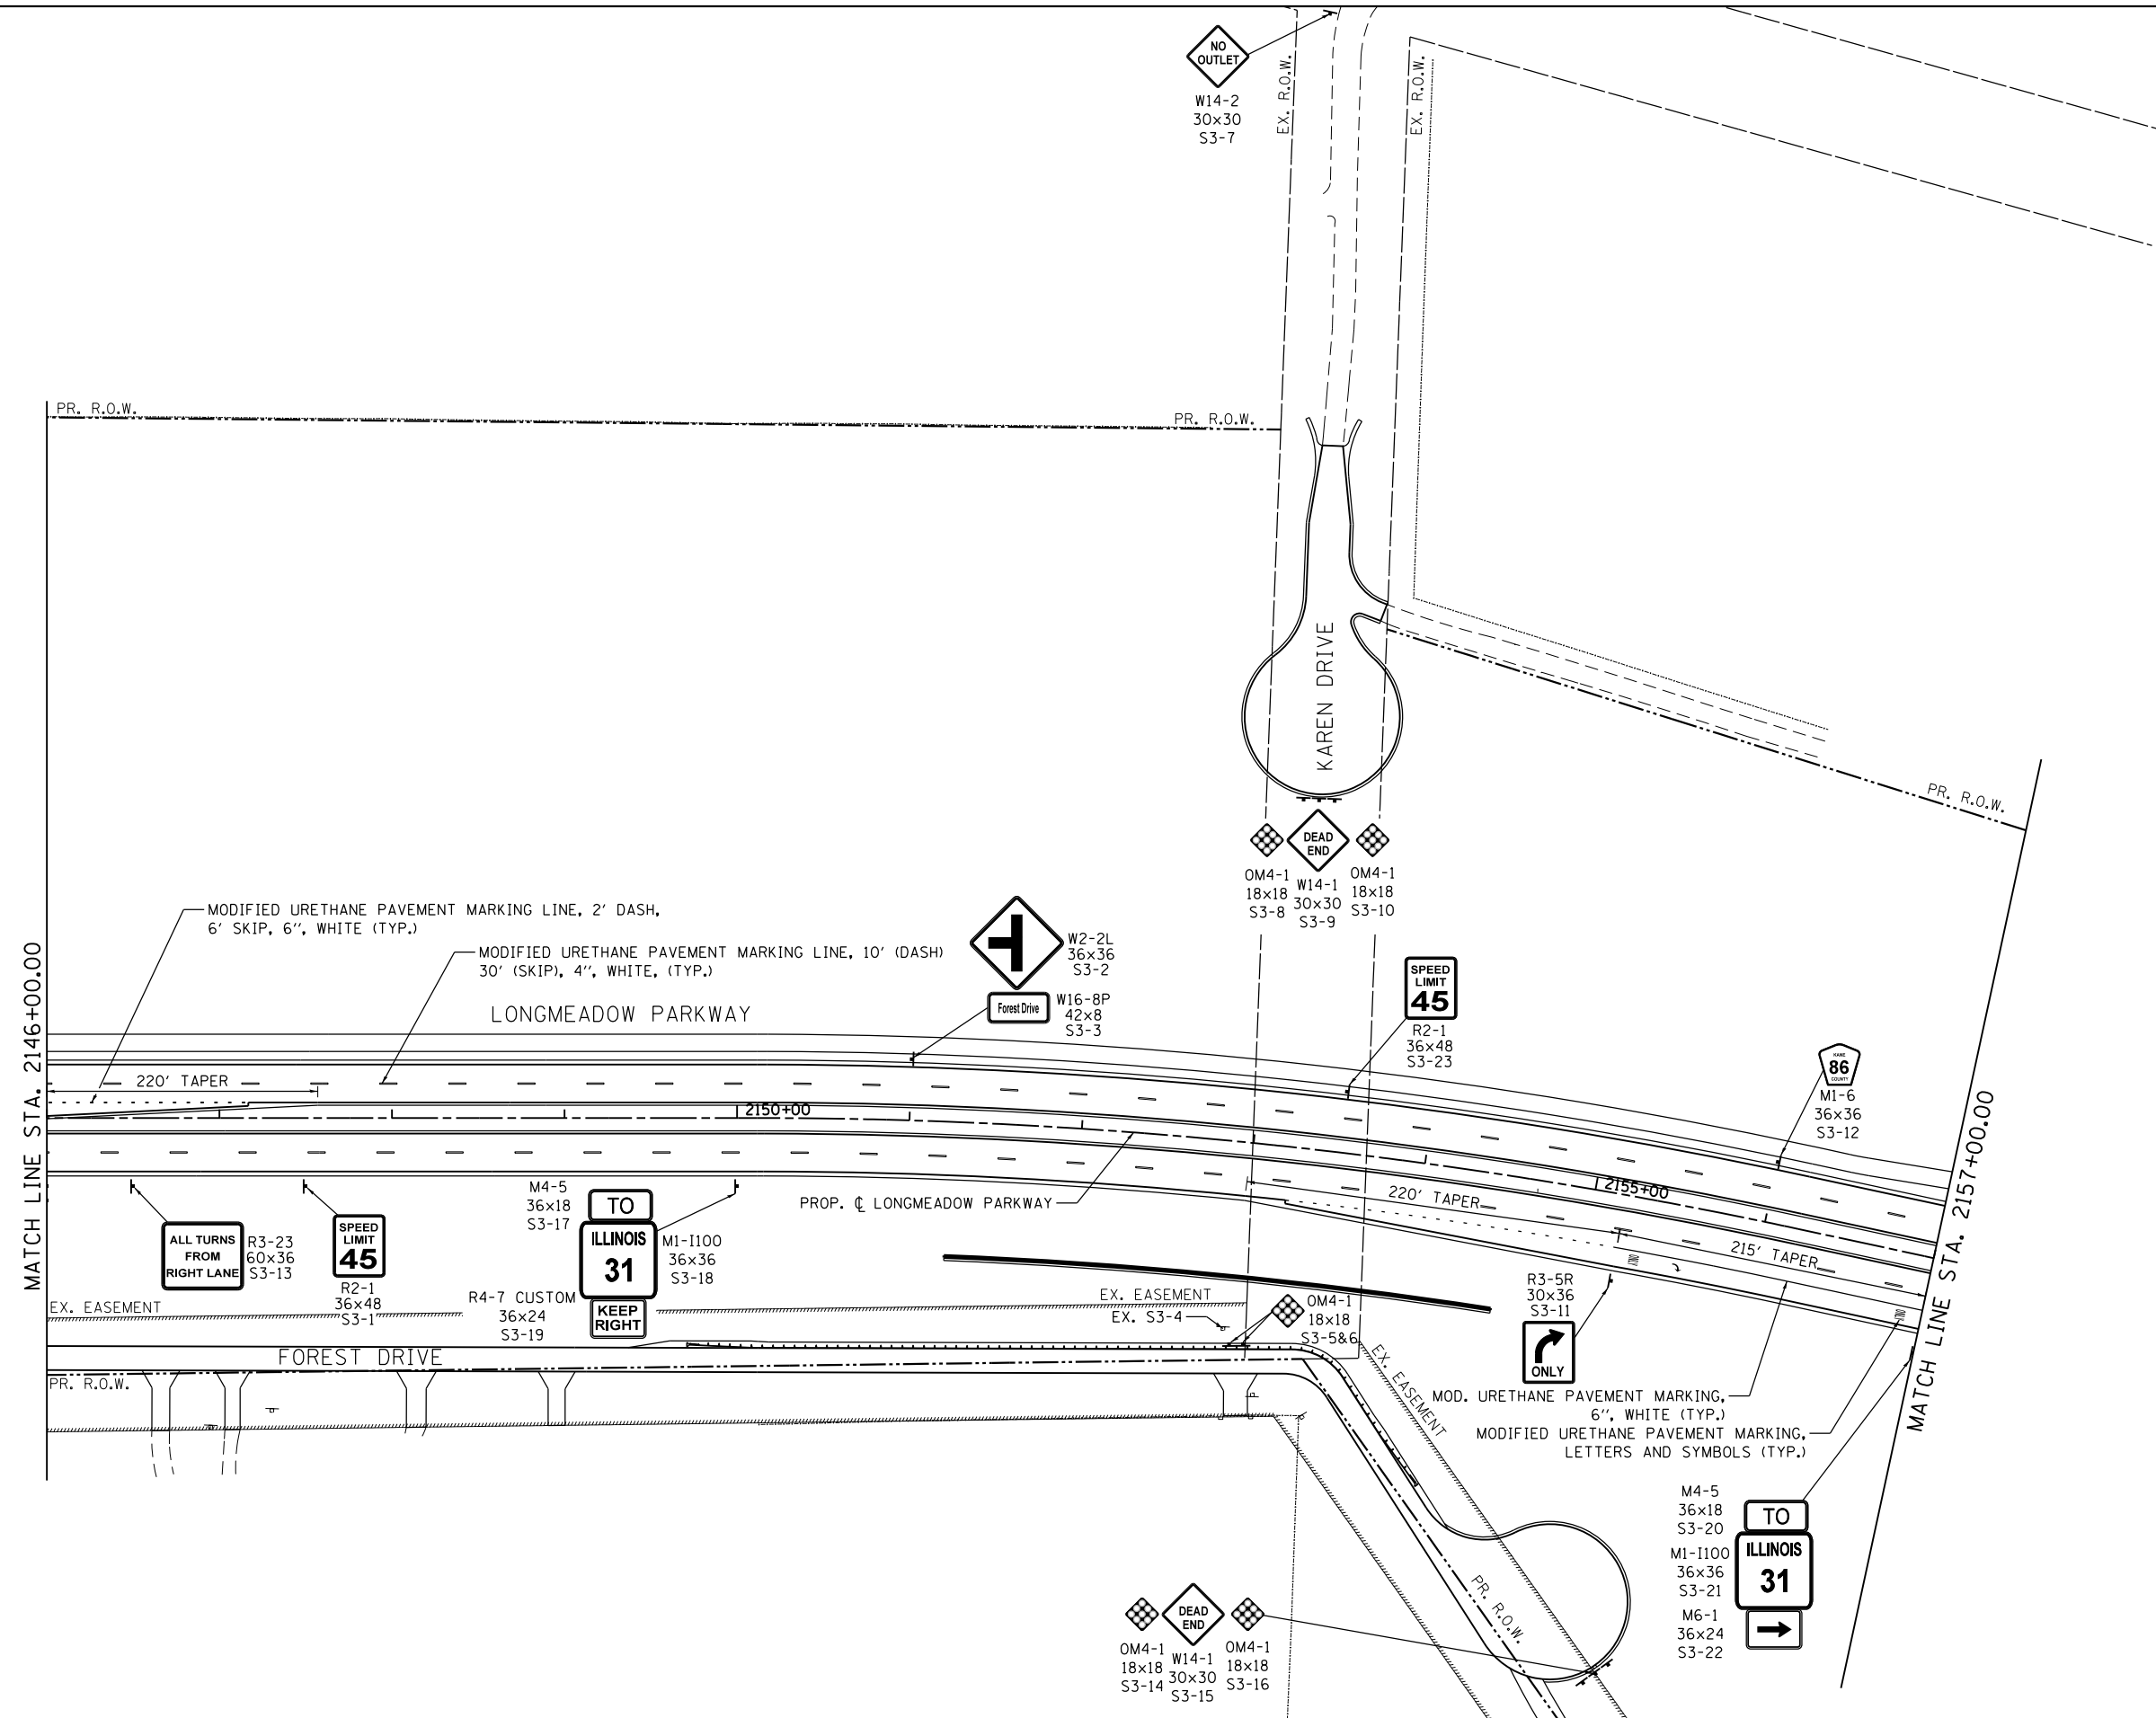 NO
OUTLET
W14-2
30x30
S3-7
EX. R.O.W.
EX. R.O.W.
PR. R.O.W.
PR. R.O.W.
KAREN DRIVE
PR. R.O.W.
DEAD
END
OM4-1
18x18
S3-8
W14-1
30x30
S3-9
OM4-1
18x18
S3-10
MODIFIED URETHANE PAVEMENT MARKING LINE, 2' DASH,
6' SKIP, 6", WHITE (TYP.)
MODIFIED URETHANE PAVEMENT MARKING LINE, 10' (DASH)
30' (SKIP), 4", WHITE, (TYP.)
LONGMEADOW PARKWAY
W2-2L
36x36
S3-2
Forest Drive
W16-8P
42x8
S3-3
SPEED
LIMIT
45
R2-1
36x48
S3-23
KANE
86
COUNTY
M1-6
36x36
S3-12
MATCH LINE STA. 2146+00.00
MATCH LINE STA. 2157+00.00
220' TAPER
2150+00
2155+00
PROP. ℄ LONGMEADOW PARKWAY
220' TAPER
215' TAPER
ONLY
ONLY
ALL TURNS
FROM
RIGHT LANE
R3-23
60x36
S3-13
SPEED
LIMIT
45
R2-1
36x48
S3-1
M4-5
36x18
S3-17
TO
ILLINOIS
31
M1-I100
36x36
S3-18
R4-7 CUSTOM
36x24
S3-19
KEEP
RIGHT
EX. EASEMENT
EX. EASEMENT
EX. S3-4
OM4-1
18x18
S3-5&6
R3-5R
30x36
S3-11
ONLY
FOREST DRIVE
PR. R.O.W.
EX. EASEMENT
MOD. URETHANE PAVEMENT MARKING,
6", WHITE (TYP.)
MODIFIED URETHANE PAVEMENT MARKING,
LETTERS AND SYMBOLS (TYP.)
M4-5
36x18
S3-20
TO
M1-I100
36x36
S3-21
ILLINOIS
31
M6-1
36x24
S3-22
PR. R.O.W.
DEAD
END
OM4-1
18x18
S3-14
W14-1
30x30
S3-15
OM4-1
18x18
S3-16